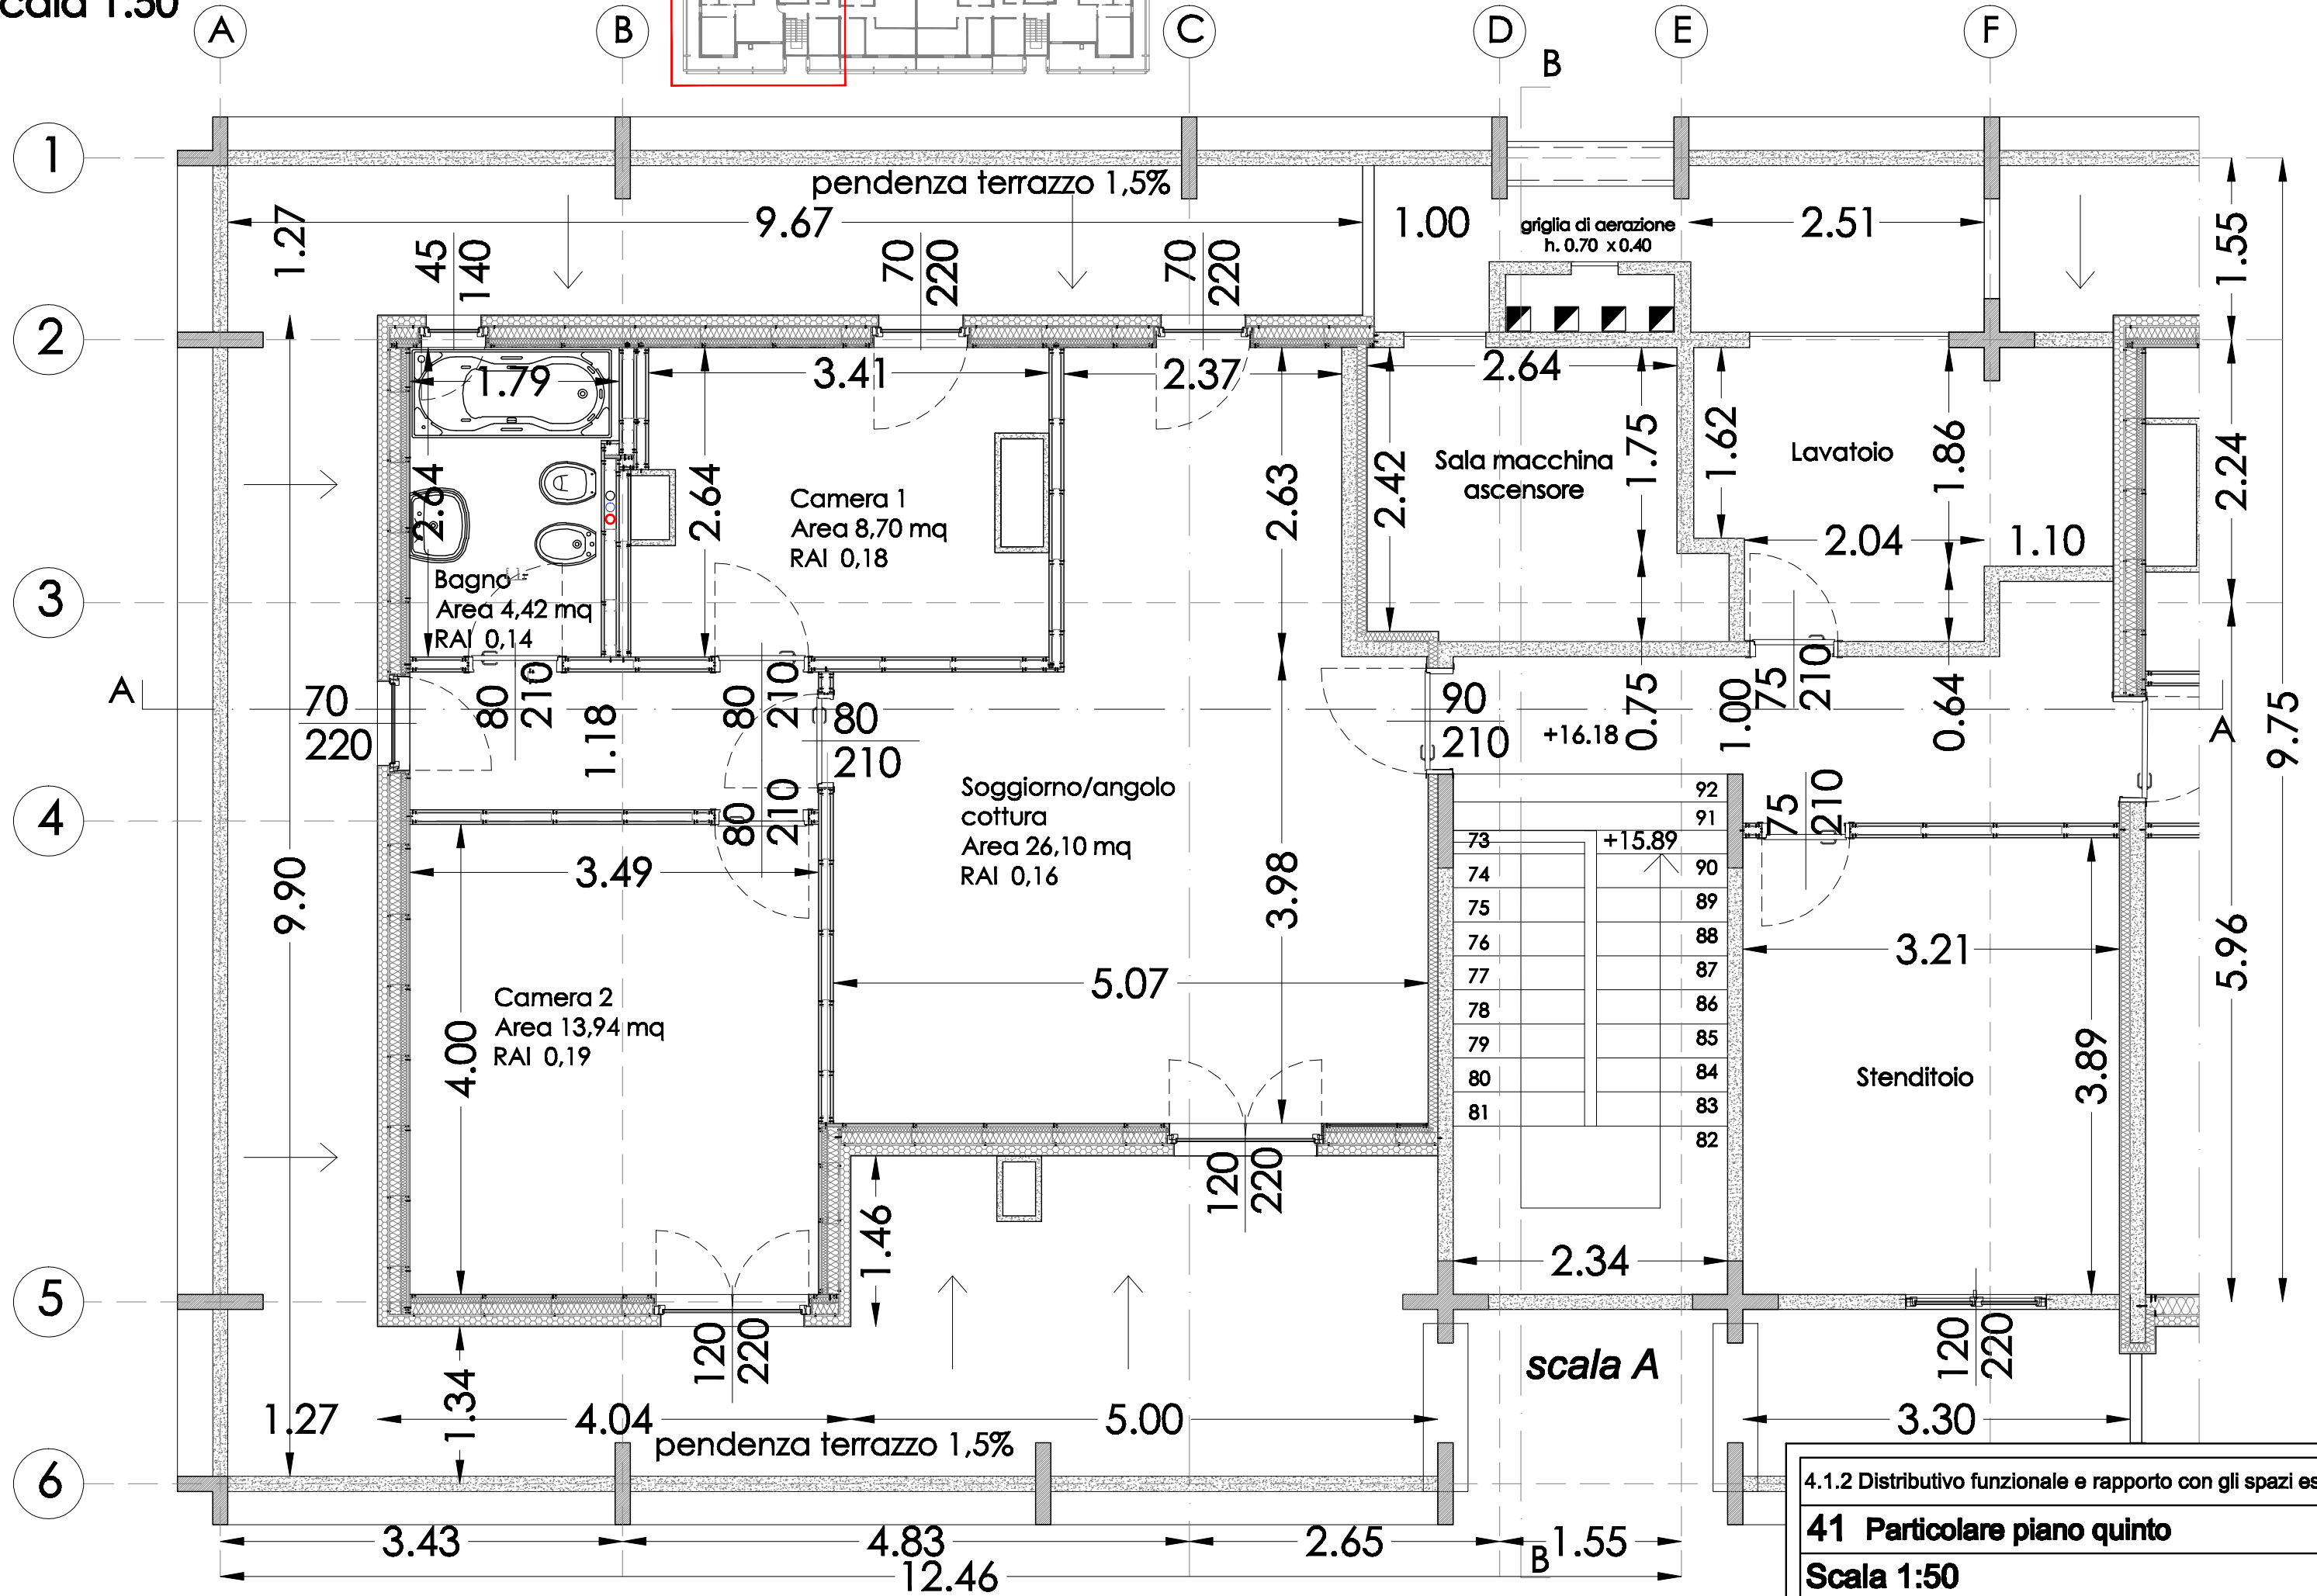 Scala 1:50
A
B
C
D
E
F
B
1
pendenza terrazzo 1,5%
1.27
9.67
1.00
griglia di aerazione
h. 0.70 x 0.40
2.51
1.55
45
140
70
220
70
220
2
1.79
3.41
2.37
2.64
2.64
2.64
2.63
2.42
1.75
1.62
1.86
2.24
Sala macchina
ascensore
Lavatoio
Camera 1
Area 8,70 mq
RAI 0,18
2.04
1.10
3
Bagno
Area 4,42 mq
RAI 0,14
A
70
220
80
210
1.18
80
210
80
210
90
210
+16.18
0.75
1.00
75
210
0.64
A
9.75
4
80
210
Soggiorno/angolo
cottura
Area 26,10 mq
RAI 0,16
92
91
73
+15.89
74
90
75
89
76
88
77
87
78
86
79
85
80
84
81
83
82
75
210
9.90
3.49
3.98
3.21
5.96
5.07
Camera 2
Area 13,94 mq
RAI 0,19
4.00
3.89
Stenditoio
120
220
1.46
2.34
5
120
220
scala A
120
220
1.27
1.34
4.04
5.00
3.30
pendenza terrazzo 1,5%
6
3.43
4.83
2.65
B
1.55
12.46
4.1.2 Distributivo funzionale e rapporto con gli spazi es
41 Particolare piano quinto
Scala 1:50